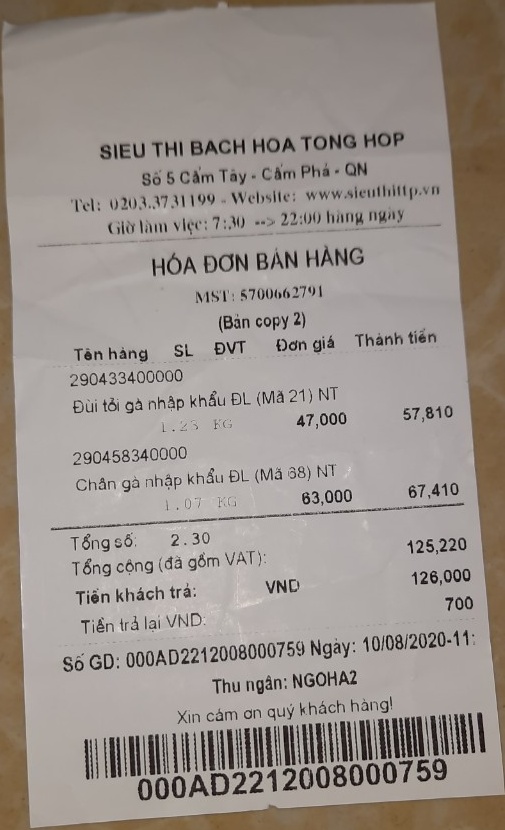 SIEU THI BACH HOA TONG HOP
Số 5 Cẩm Tây - Cẩm Phả - QN
Tel: 0203.3731199 - Website: www.sieuthittp.vn
Giờ làm vlệc: 7:30 --> 22:00 hàng ngày
HÓA ĐƠN BÁN HÀNG
MST: 5700662791
(Bản copy 2)
Tên hàng SL ĐVT Đơn giá Thành tiền
290433400000
Đùi tỏi gà nhập khẩu ĐL (Mã 21) NT
1.23 KG 47,000 57,810
290458340000
Chân gà nhập khẩu ĐL (Mã 68) NT
1.07 KG 63,000 67,410
Tổng số: 2.30
Tổng cộng (đã gồm VAT): 125,220
Tiền khách trả: VND 126,000
Tiền trả lại VND: 700
Số GD: 000AD2212008000759 Ngày: 10/08/2020-11:
Thu ngân: NGOHA2
Xin cám ơn quý khách hàng!
000AD2212008000759